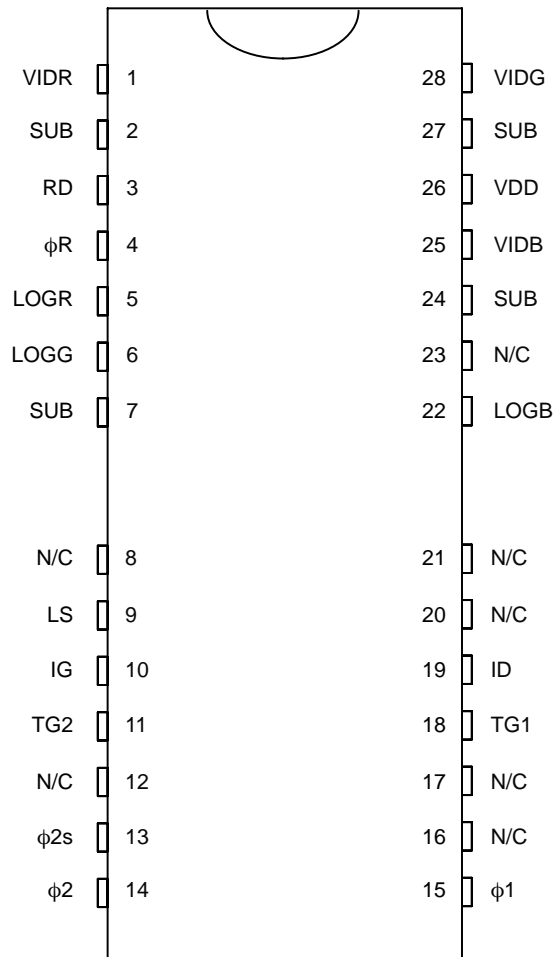 VIDR 1 28 VIDG
SUB 2 27 SUB
RD 3 26 VDD
ϕR 4 25 VIDB
LOGR 5 24 SUB
LOGG 6 23 N/C
SUB 7 22 LOGB
N/C 8 21 N/C
LS 9 20 N/C
IG 10 19 ID
TG2 11 18 TG1
N/C 12 17 N/C
ϕ2s 13 16 N/C
ϕ2 14 15 ϕ1